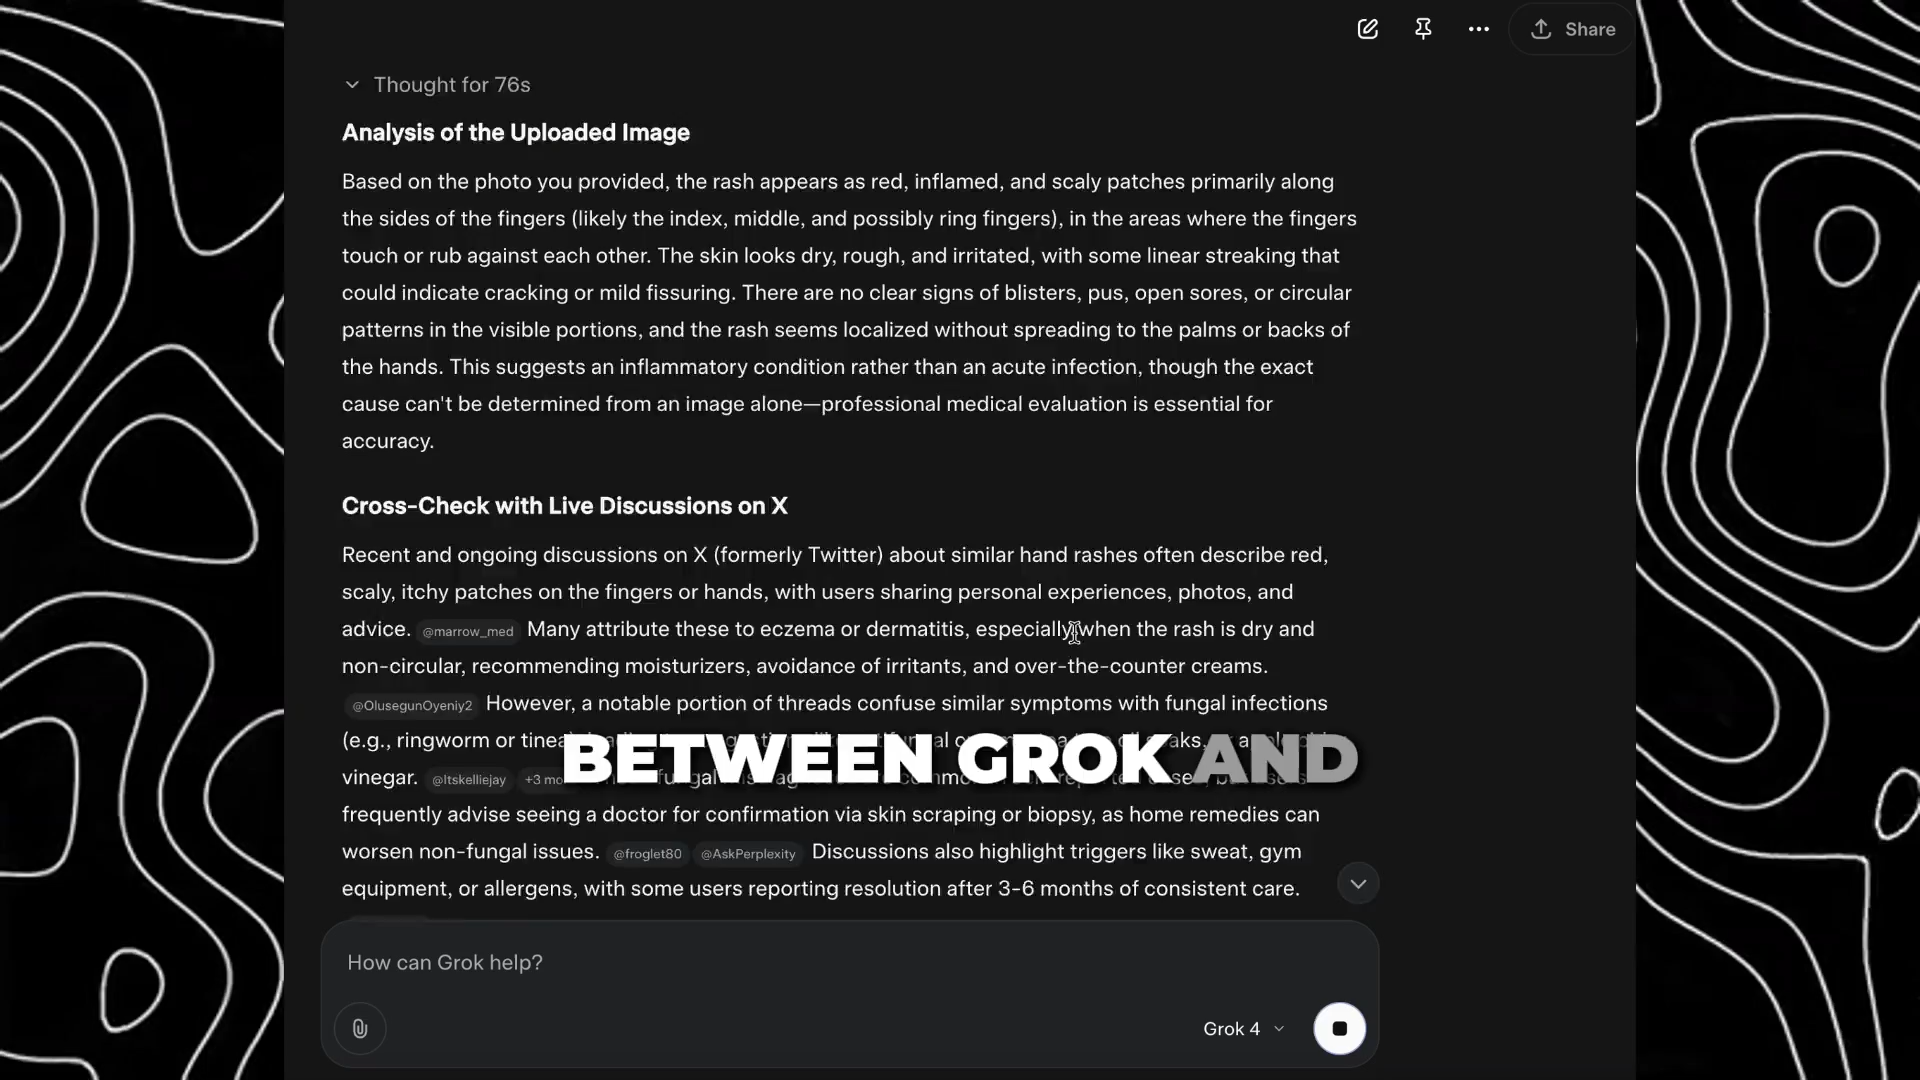 Share
Thought for 76s
Analysis of the Uploaded Image
Based on the photo you provided, the rash appears as red, inflamed, and scaly patches primarily along
the sides of the fingers (likely the index, middle, and possibly ring fingers), in the areas where the fingers
touch or rub against each other. The skin looks dry, rough, and irritated, with some linear streaking that
could indicate cracking or mild fissuring. There are no clear signs of blisters, pus, open sores, or circular
patterns in the visible portions, and the rash seems localized without spreading to the palms or backs of
the hands. This suggests an inflammatory condition rather than an acute infection, though the exact
cause can't be determined from an image alone—professional medical evaluation is essential for
accuracy.
Cross-Check with Live Discussions on X
Recent and ongoing discussions on X (formerly Twitter) about similar hand rashes often describe red,
scaly, itchy patches on the fingers or hands, with users sharing personal experiences, photos, and
advice. @marrow_med Many attribute these to eczema or dermatitis, especially when the rash is dry and
non-circular, recommending moisturizers, avoidance of irritants, and over-the-counter creams.
@OlusegunOyeniy2 However, a notable portion of threads confuse similar symptoms with fungal infections
(e.g., ringworm or tinea
BETWEEN GROK AND
vinegar. @Itskelliejay +3
frequently advise seeing a doctor for confirmation via skin scraping or biopsy, as home remedies can
worsen non-fungal issues. @froglet80 @AskPerplexity Discussions also highlight triggers like sweat, gym
equipment, or allergens, with some users reporting resolution after 3-6 months of consistent care.
How can Grok help?
Grok 4